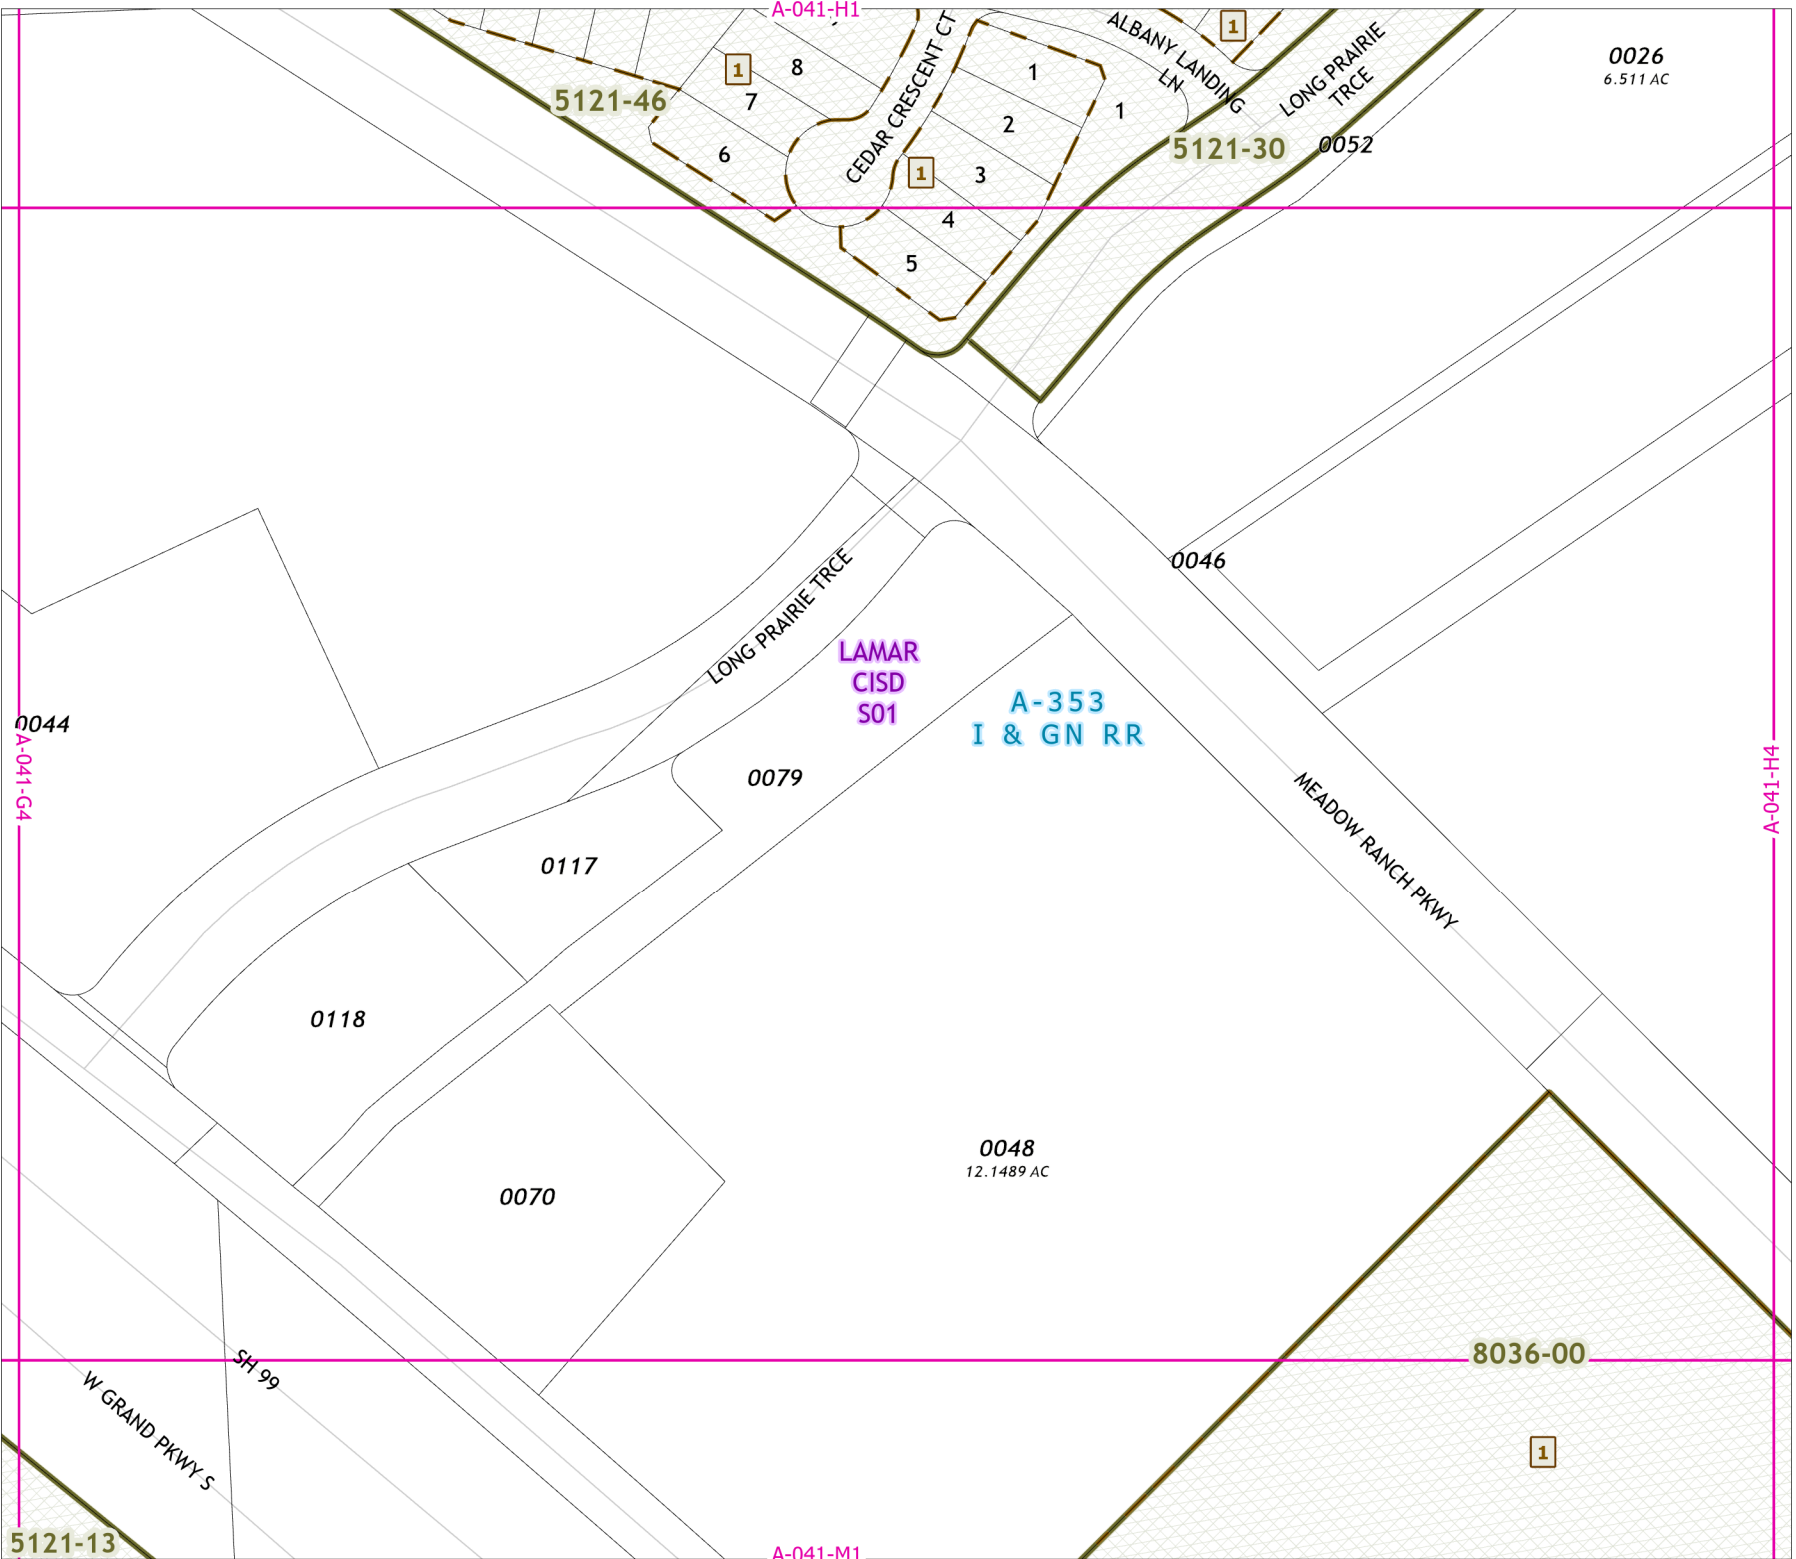 A-041-H1
1
0026
6.511 AC
8
7
6
5121-46
CEDAR CRESCENT CT
1
2
3
4
5
1
1
1
ALBANY LANDING
LN
LONG PRAIRIE
TRCE
0052
5121-30
0046
LONG PRAIRIE TRCE
LAMAR
CISD
S01
A-353
I & GN RR
0044
A-041-G4
A-041-H4
0079
MEADOW RANCH PKWY
0117
0118
0048
12.1489 AC
0070
SH 99
W GRAND PKWY S
8036-00
1
5121-13
A-041-M1